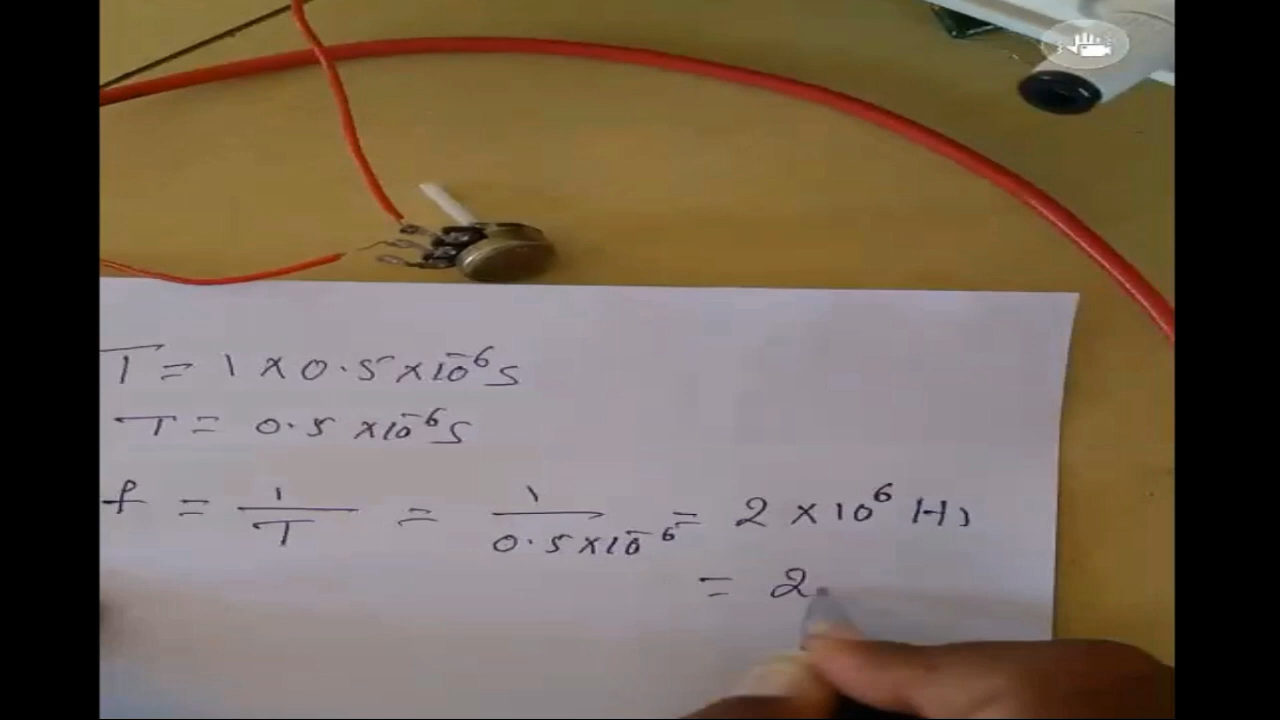 T = 1 × 0.5 × 10⁻⁶ s
T = 0.5 × 10⁻⁶ s
f = 1/T = 1/(0.5 × 10⁻⁶) = 2 × 10⁶ Hz
= 2